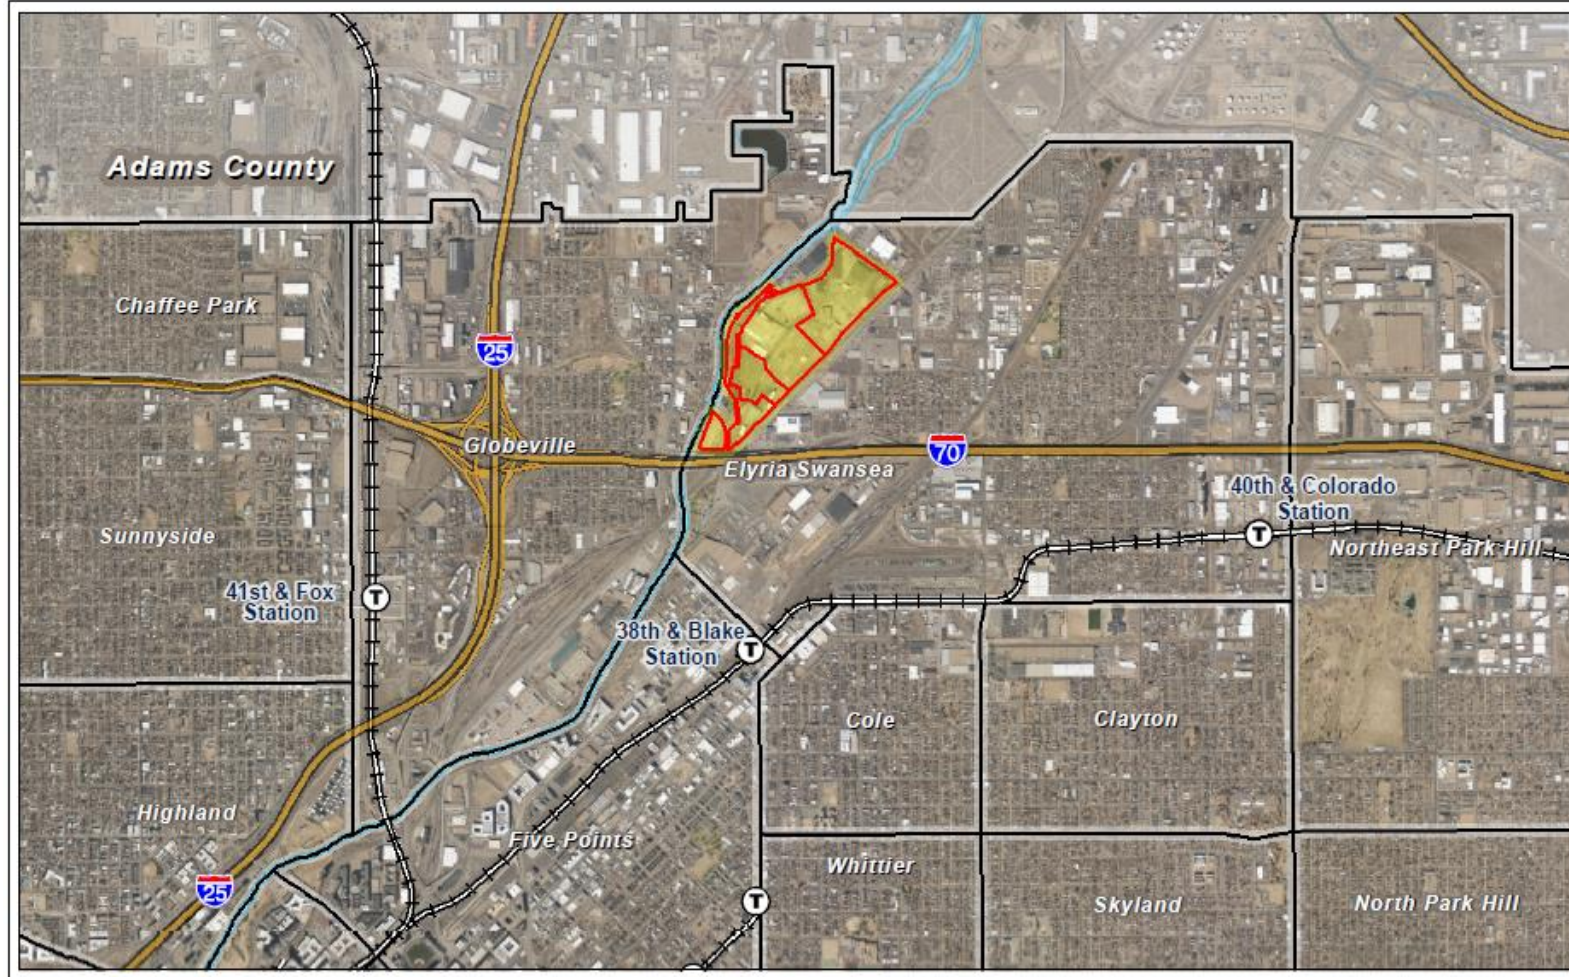 Adams County
Chaffee Park
25
Globeville
70
Elyria Swansea
40th & Colorado
Station
Sunnyside
Northeast Park Hill
41st & Fox
Station
T
T
38th & Blake
Station
T
Cole
Clayton
Highland
Five Points
Whittier
25
T
Skyland
North Park Hill